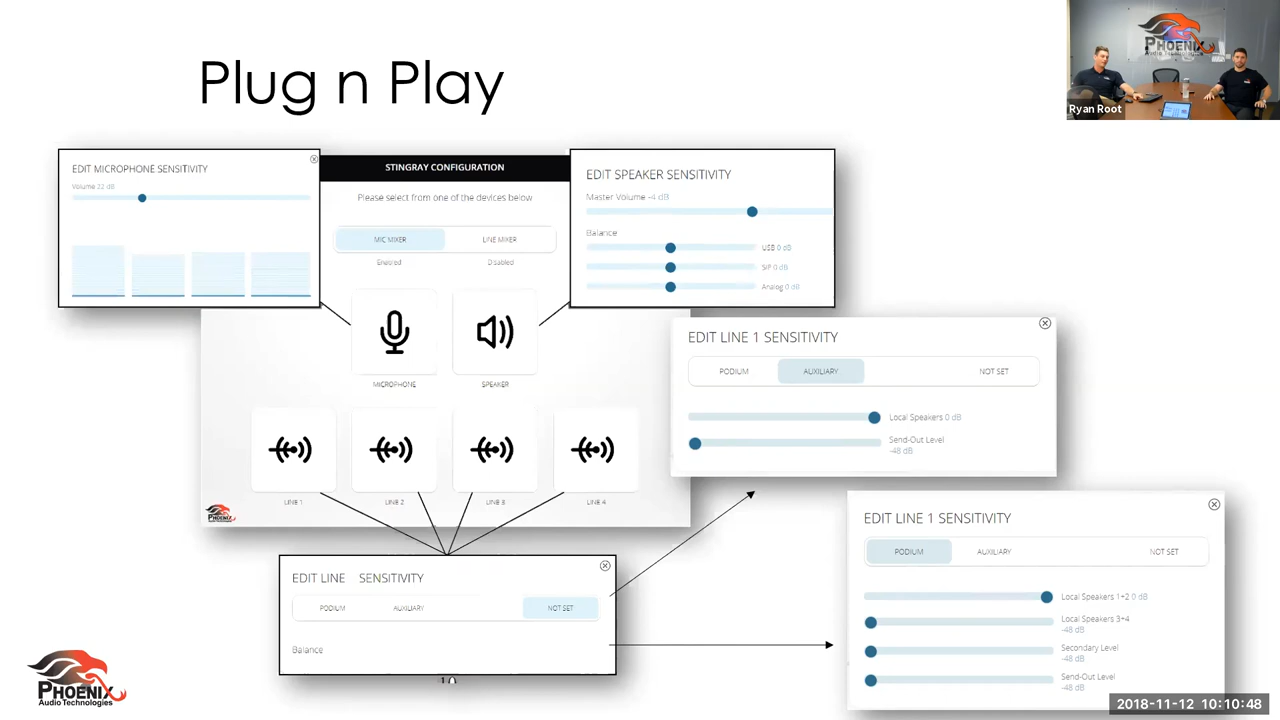 Plug n Play
PHOENIX
Audio Technologies
Ryan Root
EDIT MICROPHONE SENSITIVITY
Volume 22 dB
STINGRAY CONFIGURATION
Please select from one of the devices below
MIC MIXER
LINE MIXER
Enabled
Disabled
MICROPHONE
SPEAKER
LINE 1
LINE 2
LINE 3
LINE 4
EDIT SPEAKER SENSITIVITY
Master Volume -4 dB
Balance
USB 0 dB
SIP 0 dB
Analog 0 dB
EDIT LINE 1 SENSITIVITY
PODIUM
AUXILIARY
NOT SET
Local Speakers 0 dB
Send-Out Level
-48 dB
EDIT LINE SENSITIVITY
PODIUM
AUXILIARY
NOT SET
Balance
EDIT LINE 1 SENSITIVITY
PODIUM
AUXILIARY
NOT SET
Local Speakers 1+2 0 dB
Local Speakers 3+4
-48 dB
Secondary Level
-48 dB
Send-Out Level
-48 dB
PHOENIX
Audio Technologies
2018-11-12 10:10:48